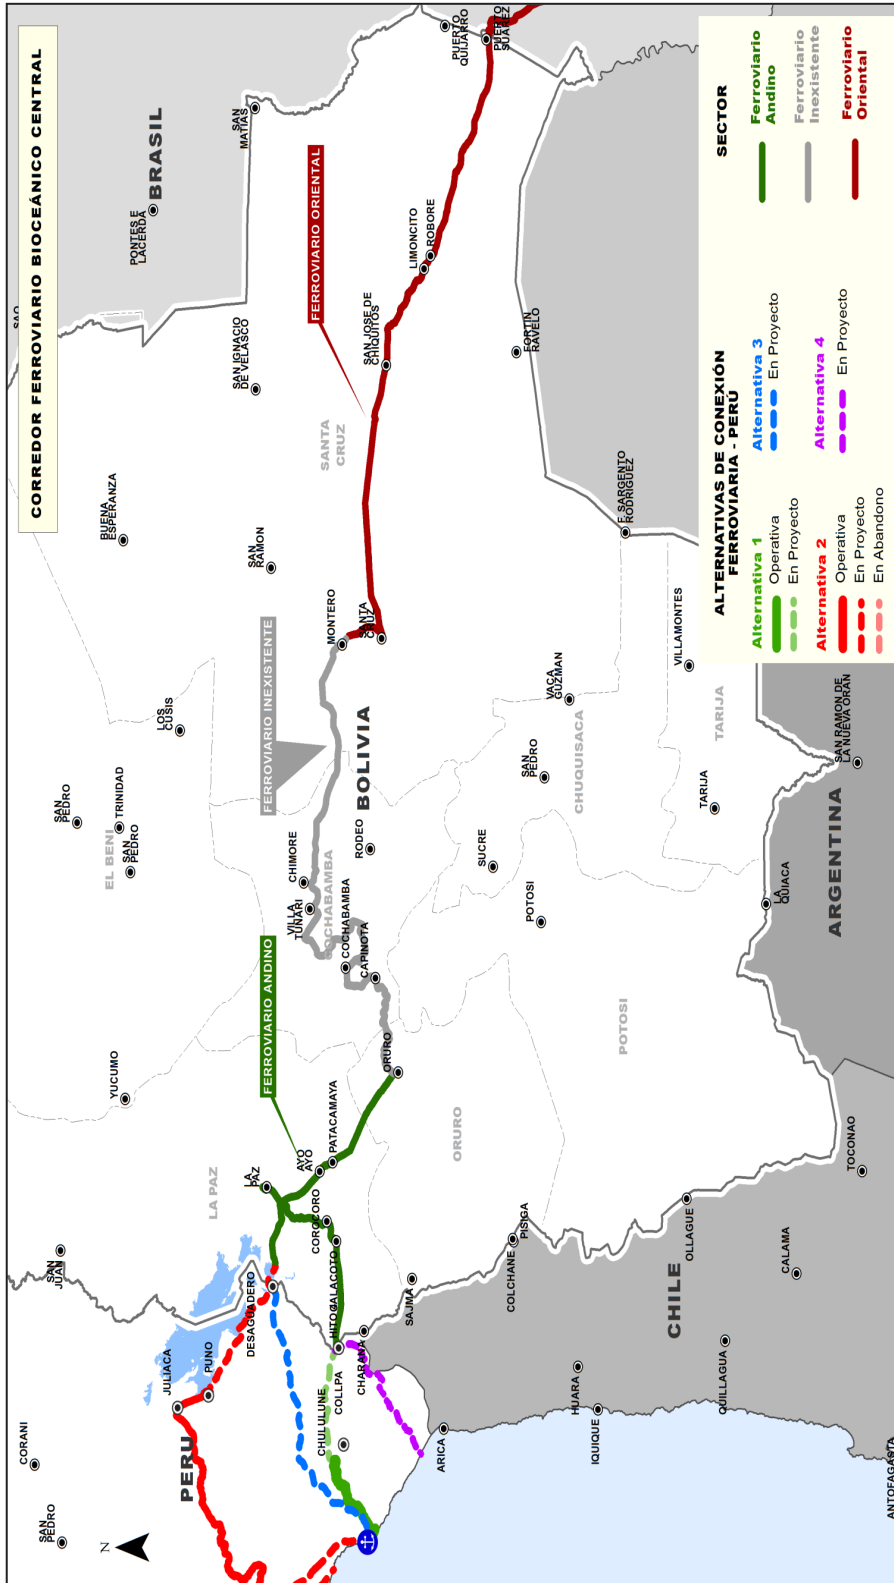 CORREDOR FERROVIARIO BIOCEÁNICO CENTRAL
SAN
PEDRO
CORANI
SAN
JUAN
YUCUMO
SAN
PEDRO
TRINIDAD
SAN
PEDRO
EL BENI
LOS
CUSIS
BUENA
ESPERANZA
SAO
PONTES E
LACERDA
BRASIL
SAN
MATIAS
SAN IGNACIO
DE VELASCO
SAN
RAMON
N
PERU
JULIACA
PUNO
DESAGUADERO
LA PAZ
LA
PAZ
FERROVIARIO ANDINO
FERROVIARIO INEXISTENTE
FERROVIARIO ORIENTAL
CHULULUNE
COLLPA
HITO 4
CALACOTO
COROCORO
AYO
AYO
PATACAMAYA
CHARAÑA
ORURO
CAPINOTA
COCHABAMBA
COCHABAMBA
VILLA
TUNARI
CHIMORE
RODEO
BOLIVIA
MONTERO
SANTA
CRUZ
SANTA
CRUZ
SAN JOSE DE
CHIQUITOS
LIMONCITO
ROBORE
PUERTO
QUIJARRO
PUERTO
SUAREZ
ARICA
SAJMA
ORURO
SUCRE
POTOSI
SAN
PEDRO
VACA
GUZMAN
CHUQUISACA
FORTIN
RAVELO
F. SARGENTO
RODRIGUEZ
COLCHANE
PISIGA
HUARA
IQUIQUE
POTOSI
OLLAGUE
CHILE
QUILLAGUA
CALAMA
TOCONAO
ANTOFAGASTA
TARIJA
TARIJA
VILLAMONTES
LA
QUIACA
ARGENTINA
SAN RAMON DE
LA NUEVA ORAN
ALTERNATIVAS DE CONEXIÓN
FERROVIARIA - PERÚ
Alternativa 1
Operativa
En Proyecto
Alternativa 2
Operativa
En Proyecto
En Abandono
Alternativa 3
En Proyecto
Alternativa 4
En Proyecto
SECTOR
Ferroviario
Andino
Ferroviario
Inexistente
Ferroviario
Oriental